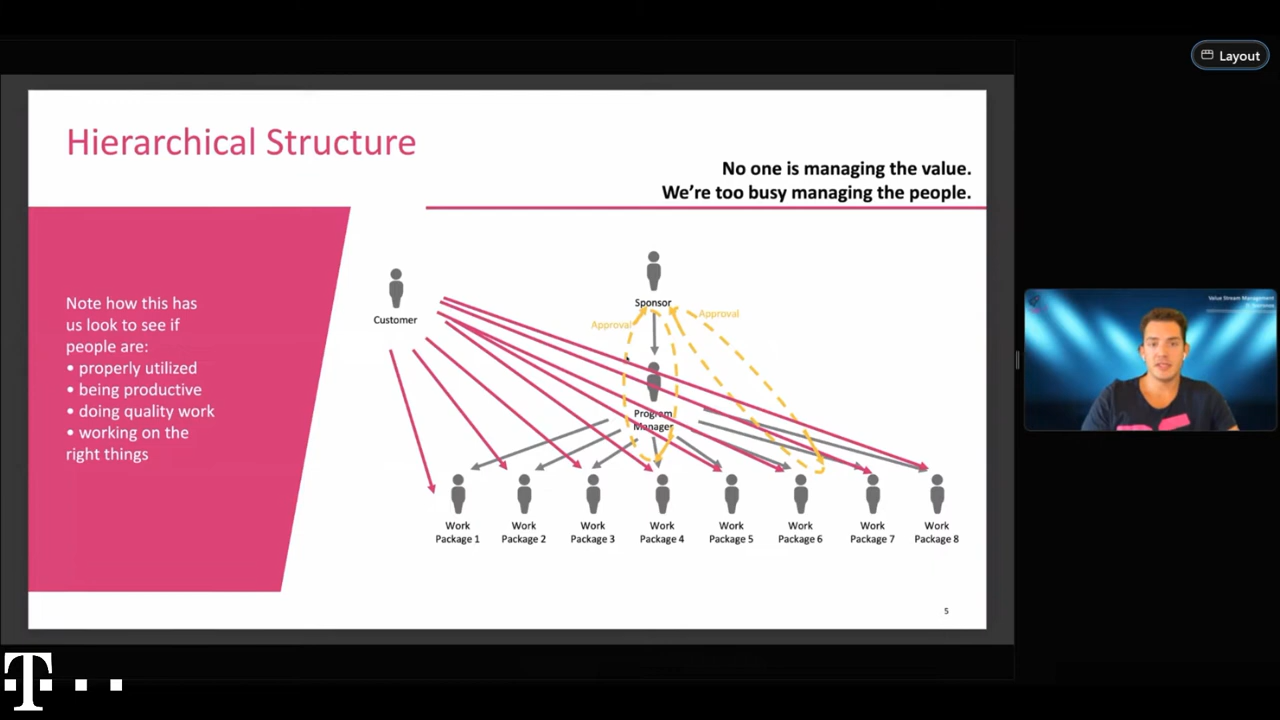 Layout
Hierarchical Structure
No one is managing the value.
We're too busy managing the people.
Note how this has
us look to see if
people are:
• properly utilized
• being productive
• doing quality work
• working on the
right things
Customer
Sponsor
Approval
Approval
Program
Manager
Work
Package 1
Work
Package 2
Work
Package 3
Work
Package 4
Work
Package 5
Work
Package 6
Work
Package 7
Work
Package 8
5
Value Stream Management
T